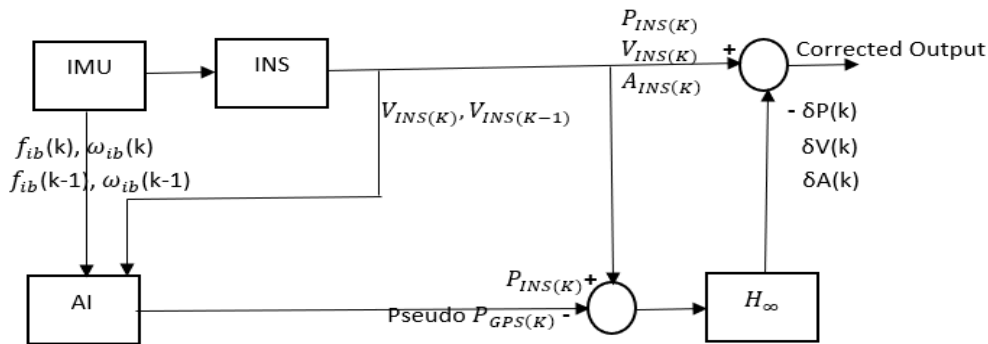 IMU
INS
P_INS(K)
V_INS(K)
A_INS(K)
+
Corrected Output
V_INS(K), V_INS(K−1)
- δP(k)
δV(k)
δA(k)
f_ib(k), ω_ib(k)
f_ib(k-1), ω_ib(k-1)
AI
P_INS(K) +
Pseudo P_GPS(K) -
H_∞